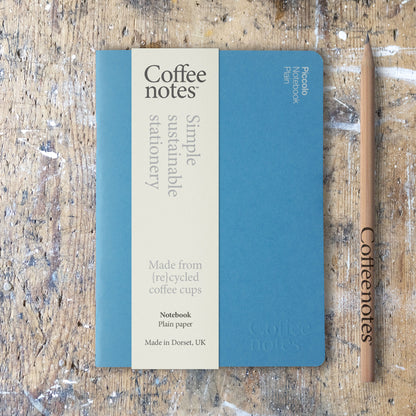 Coffee
notes™
Simple
sustainable
stationery
Made from
{re}cycled
coffee cups
Notebook
Plain paper
Made in Dorset, UK
Piccolo
Notebook
Plain
Coffee
notes
Coffeenotes